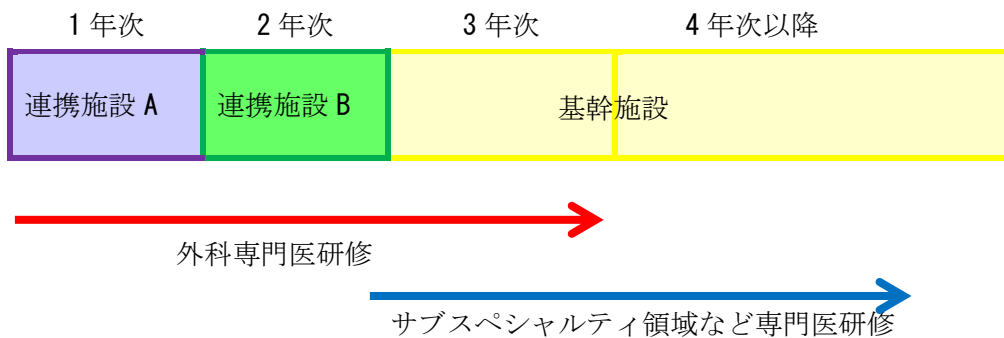 1 年次 2 年次 3 年次 4 年次以降
連携施設 A 連携施設 B 基幹施設
外科専門医研修
サブスペシャルティ領域など専門医研修